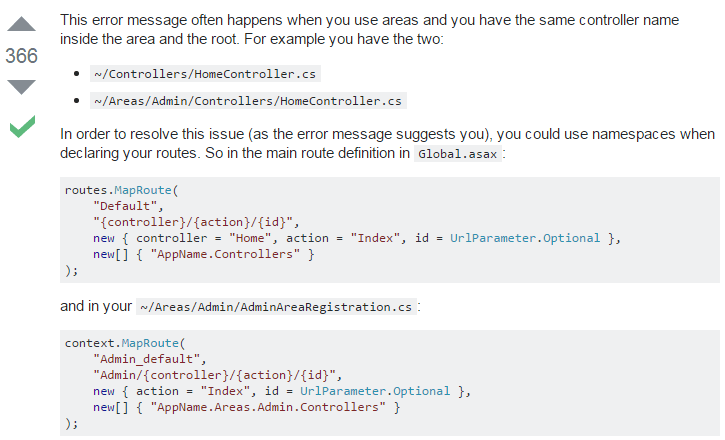 This error message often happens when you use areas and you have the same controller name
inside the area and the root. For example you have the two:
366
• ~/Controllers/HomeController.cs
• ~/Areas/Admin/Controllers/HomeController.cs
In order to resolve this issue (as the error message suggests you), you could use namespaces when
declaring your routes. So in the main route definition in Global.asax :
routes.MapRoute(
    "Default",
    "{controller}/{action}/{id}",
    new { controller = "Home", action = "Index", id = UrlParameter.Optional },
    new[] { "AppName.Controllers" }
);
and in your ~/Areas/Admin/AdminAreaRegistration.cs :
context.MapRoute(
    "Admin_default",
    "Admin/{controller}/{action}/{id}",
    new { action = "Index", id = UrlParameter.Optional },
    new[] { "AppName.Areas.Admin.Controllers" }
);